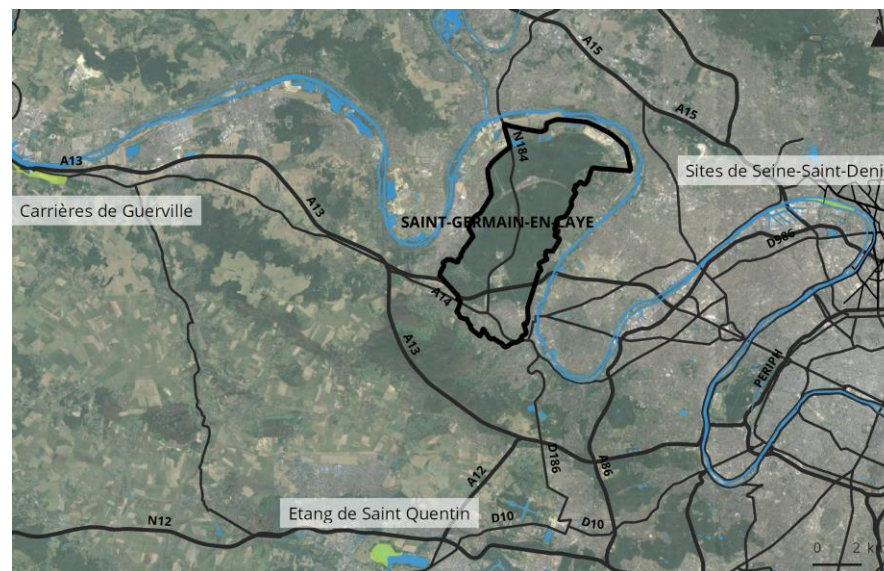 A15
A15
N184
A13
Sites de Seine-Saint-Deni
Carrières de Guerville
A13
SAINT-GERMAIN-EN-LAYE
D986
A14
A13
PERIPH
D186
A86
A12
Etang de Saint Quentin
N12
D10
D10
0 2 km